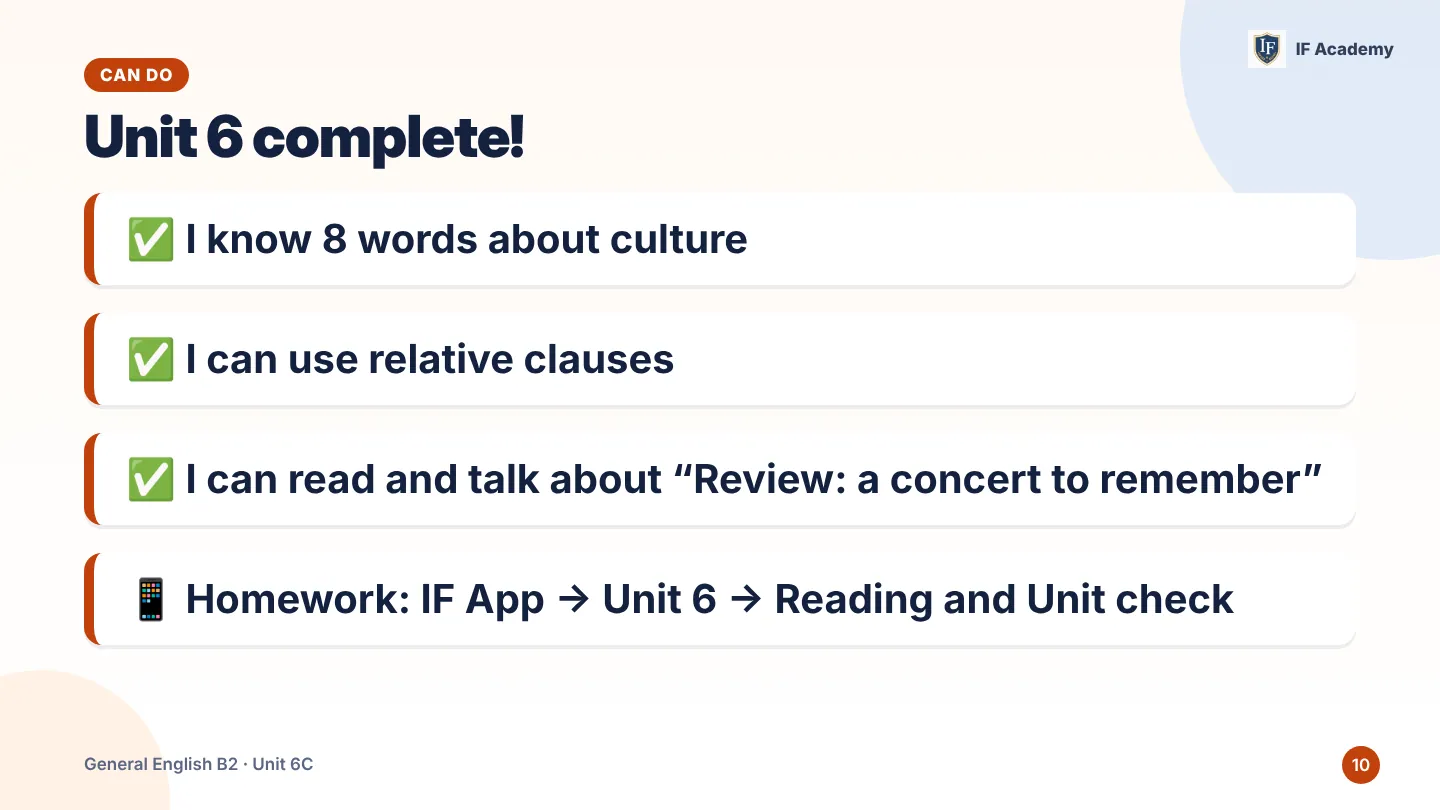 IF
IF Academy
CAN DO
Unit 6 complete!
✅ I know 8 words about culture
✅ I can use relative clauses
✅ I can read and talk about “Review: a concert to remember”
📱 Homework: IF App → Unit 6 → Reading and Unit check
General English B2 · Unit 6C
10